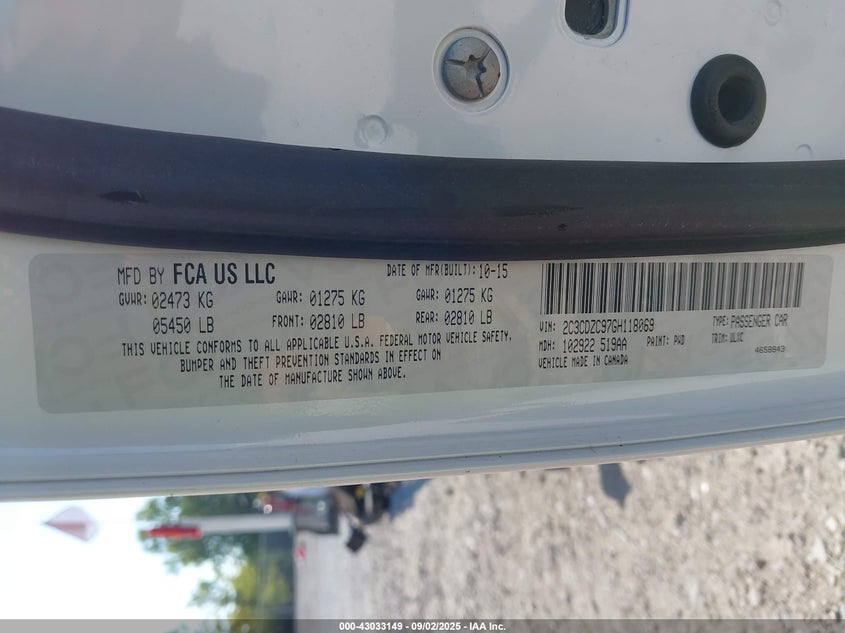 MFD BY FCA US LLC
DATE OF MFR(BUILT): 10-15
GVWR: 02473 KG
GAWR: 01275 KG
GAWR: 01275 KG
05450 LB
FRONT: 02810 LB
REAR: 02810 LB
THIS VEHICLE CONFORMS TO ALL APPLICABLE U.S.A. FEDERAL MOTOR VEHICLE SAFETY,
BUMPER AND THEFT PREVENTION STANDARDS IN EFFECT ON
THE DATE OF MANUFACTURE SHOWN ABOVE.
VIN: 2C3CDZC97GH118069
TYPE: PASSENGER CAR
MDH: 102922 519AA
PAINT: PWD
TRIM:
VEHICLE MADE IN CANADA
4658843
000-43033149 - 09/02/2025 - IAA Inc.